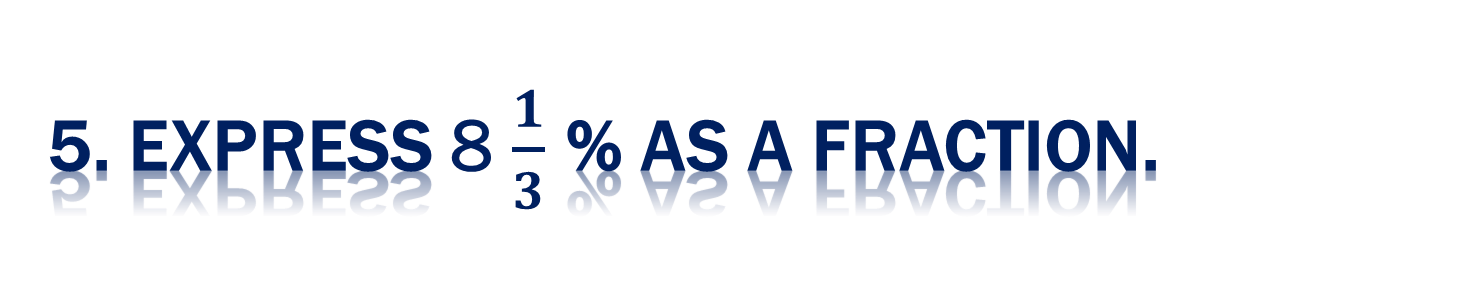 5. EXPRESS 8 1/3 % AS A FRACTION.